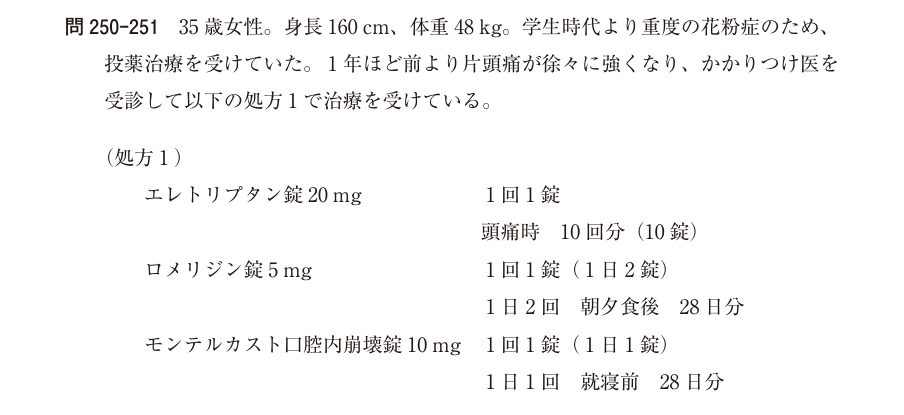 問 250-251 35 歳女性。身長 160 cm、体重 48 kg。学生時代より重度の花粉症のため、
投薬治療を受けていた。1年ほど前より片頭痛が徐々に強くなり、かかりつけ医を
受診して以下の処方1で治療を受けている。
(処方1)
エレトリプタン錠 20 mg 1回1錠
頭痛時 10 回分(10 錠)
ロメリジン錠 5 mg 1回1錠(1日2錠)
1日2回 朝夕食後 28 日分
モンテルカスト口腔内崩壊錠 10 mg 1回1錠(1日1錠)
1日1回 就寝前 28 日分